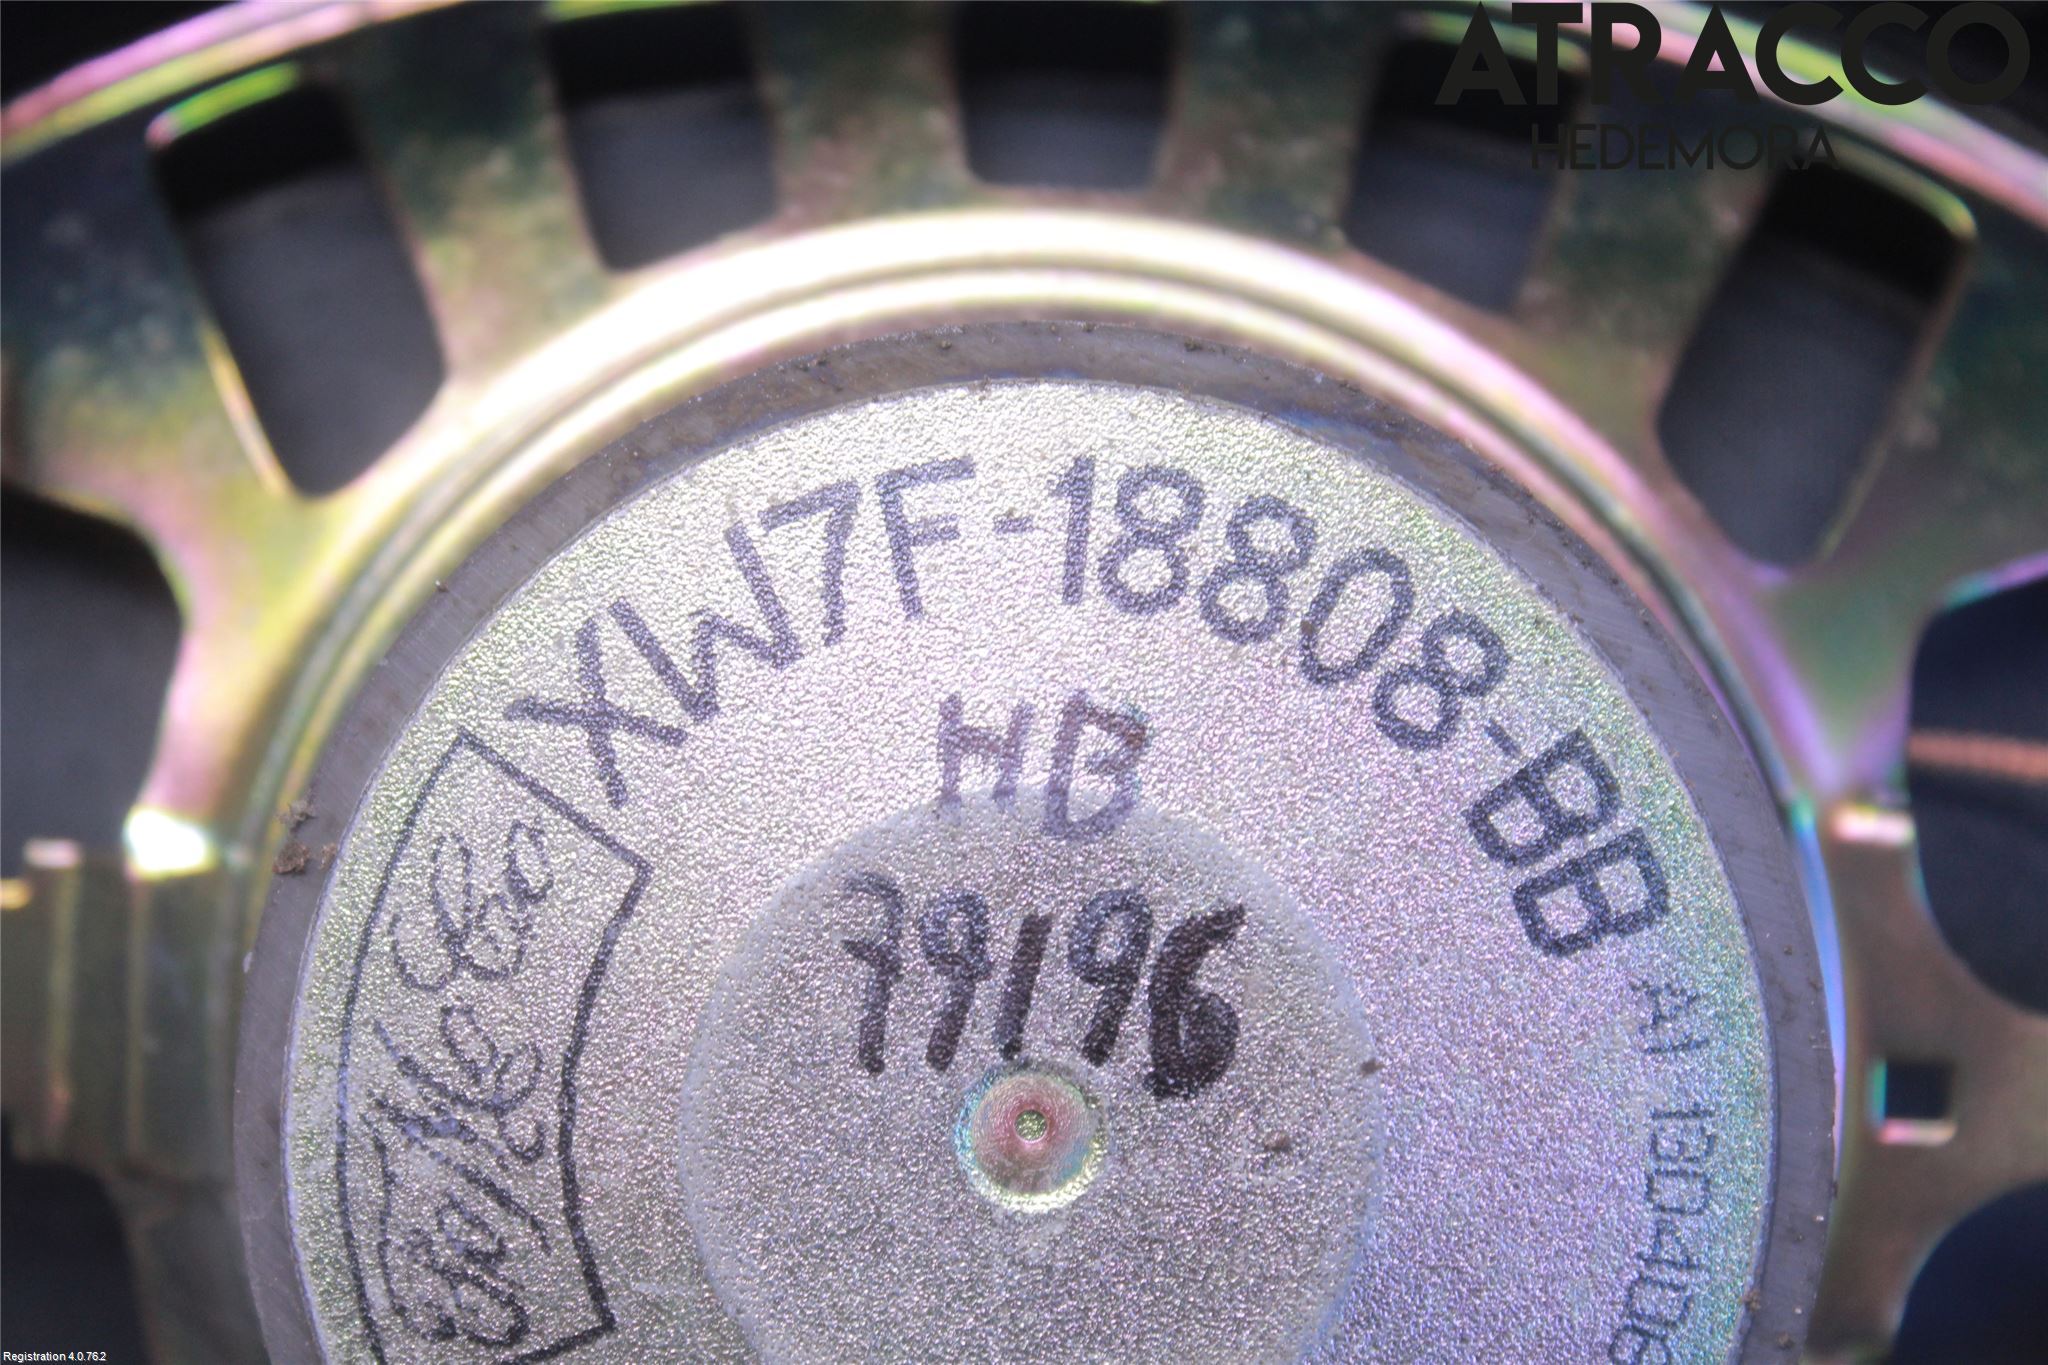 ATRACCO
HEDEMORA
XW7F-18808-BB
HB
79196
Registration 4.0.76.2